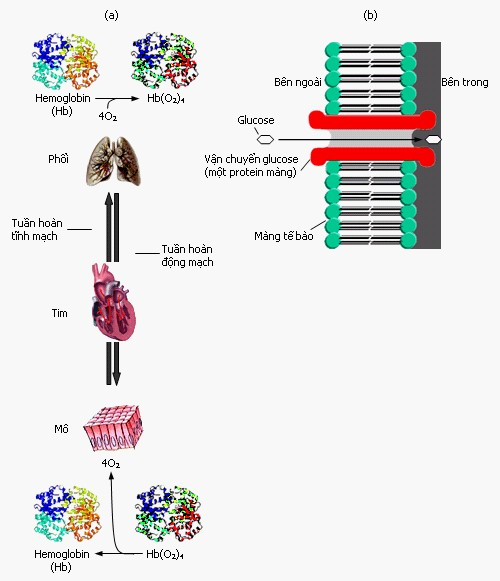 (a)
Hemoglobin
(Hb)
4O₂
Hb(O₂)₄
Phổi
Tuần hoàn
tĩnh mạch
Tuần hoàn
động mạch
Tim
Mô
4O₂
Hemoglobin
(Hb)
Hb(O₂)₄
(b)
Bên ngoài
Bên trong
Glucose
Vận chuyển glucose
(một protein màng)
Màng tế bào